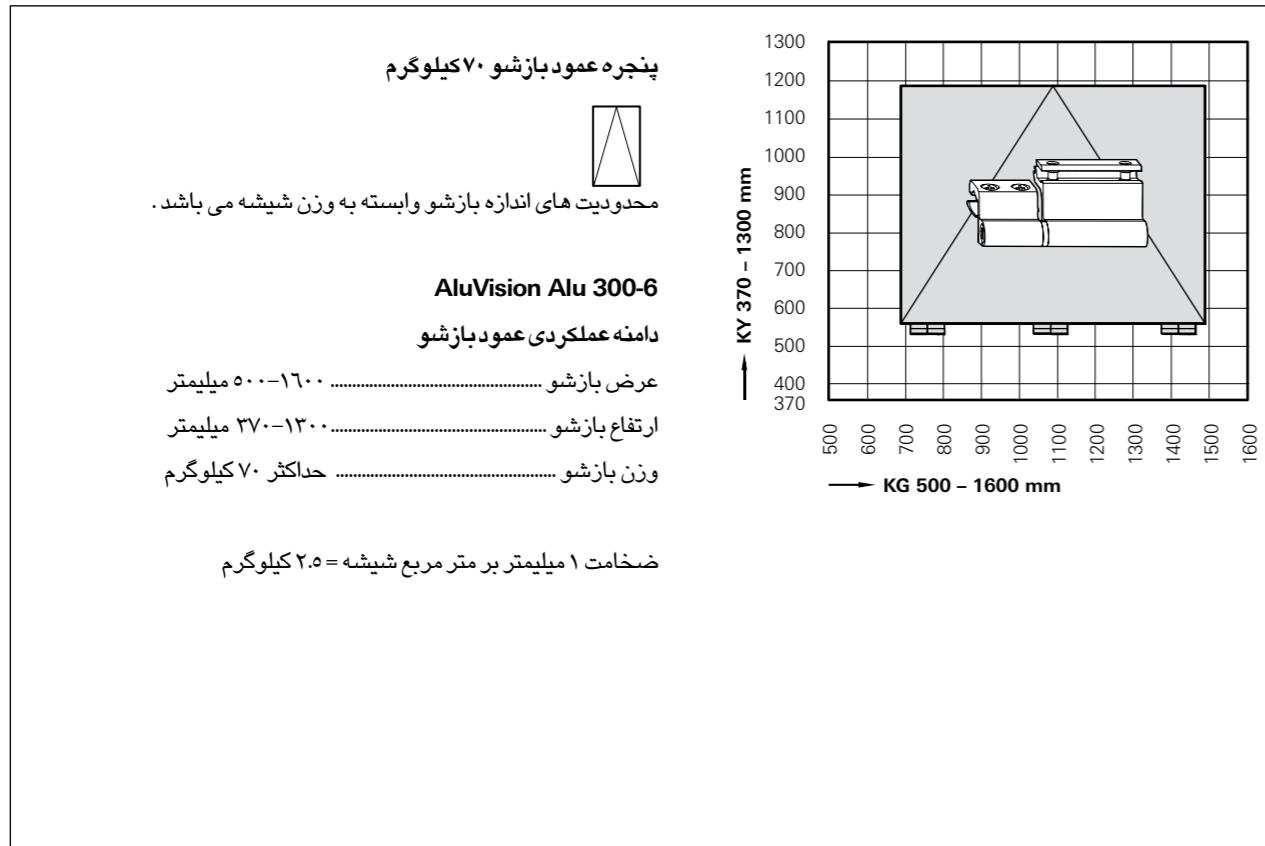 پنجره عمود بازشو ۷۰ کیلوگرم
محدودیت های اندازه بازشو وابسته به وزن شیشه می باشد .
AluVision Alu 300-6
دامنه عملکردی عمود بازشو
عرض بازشو ........................ ۵۰۰-۱۶۰۰ میلیمتر
ارتفاع بازشو ........................ ۳۷۰-۱۳۰۰ میلیمتر
وزن بازشو ........................ حداکثر ۷۰ کیلوگرم
ضخامت ۱ میلیمتر بر متر مربع شیشه = ۲.۵ کیلوگرم
1300
1200
1100
1000
900
800
700
600
500
400
370
KY 370 – 1300 mm
500
600
700
800
900
1000
1100
1200
1300
1400
1500
1600
KG 500 – 1600 mm